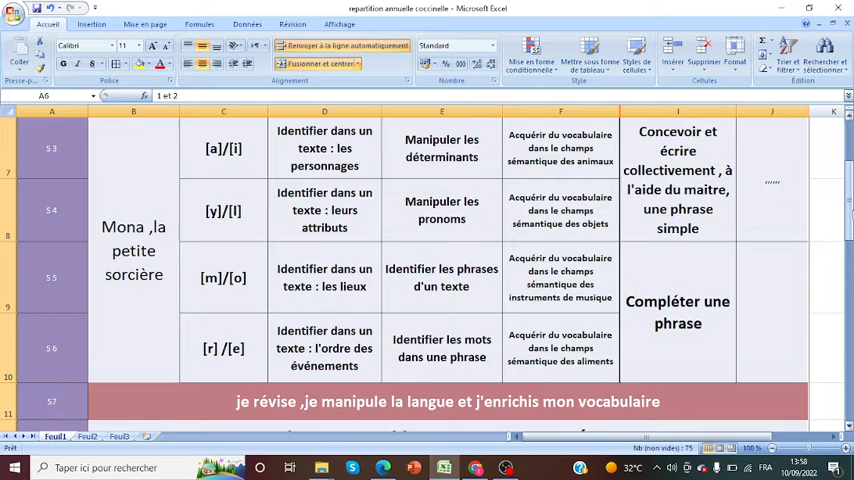 repartition annuelle coccinelle - Microsoft Excel
Accueil
Insertion
Mise en page
Formules
Données
Révision
Affichage
Calibri
11
Renvoyer à la ligne automatiquement
Standard
G I S
Fusionner et centrer
% 000
Mise en forme conditionnelle
Mettre sous forme de tableau
Styles de cellules
Insérer
Supprimer
Format
Trier et filtrer
Rechercher et sélectionner
Presse-p...
Police
Alignement
Nombre
Style
Cellules
Édition
A6
1 et 2
A B C D E F I J K
7
S 3
[a]/[i]
Identifier dans un
texte : les
personnages
Manipuler les
déterminants
Acquérir du vocabulaire
dans le champs
sémantique des animaux
Concevoir et
écrire
collectivement , à
l'aide du maitre,
une phrase
simple
,,,,,,
8
S 4
Mona ,la
petite
sorcière
[y]/[l]
Identifier dans un
texte : leurs
attributs
Manipuler les
pronoms
Acquérir du vocabulaire
dans le champs
sémantique des objets
9
S 5
[m]/[o]
Identifier dans un
texte : les lieux
Identifier les phrases
d'un texte
Acquérir du vocabulaire
dans le champs
sémantique des
instruments de musique
Compléter une
phrase
10
S 6
[r] /[e]
Identifier dans un
texte : l'ordre des
événements
Identifier les mots
dans une phrase
Acquérir du vocabulaire
dans le champs
sémantique des aliments
11
S7
je révise ,je manipule la langue et j'enrichis mon vocabulaire
Feuil1
Feuil2
Feuil3
Prêt
Nb (non vides) : 75
100 %
Taper ici pour rechercher
32°C
FRA
13:58
10/09/2022